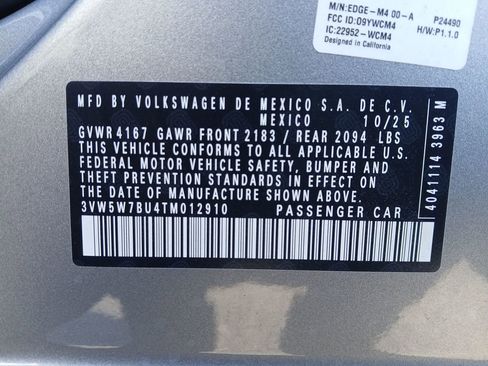 M/N:EDGE-M4 00-A P24490
FCC ID:O9YWCM4 H/W:P1.1.0
IC:22952-WCM4
Designed in California
MFD BY VOLKSWAGEN DE MEXICO S.A. DE C.V.
MEXICO 10/25
GVWR 4167 GAWR FRONT 2183 / REAR 2094 LBS
THIS VEHICLE CONFORMS TO ALL APPLICABLE U.S.
FEDERAL MOTOR VEHICLE SAFETY, BUMPER AND
THEFT PREVENTION STANDARDS IN EFFECT ON
THE DATE OF MANUFACTURE SHOWN ABOVE.
3VW5W7BU4TM012910 PASSENGER CAR
40411114 3963 M